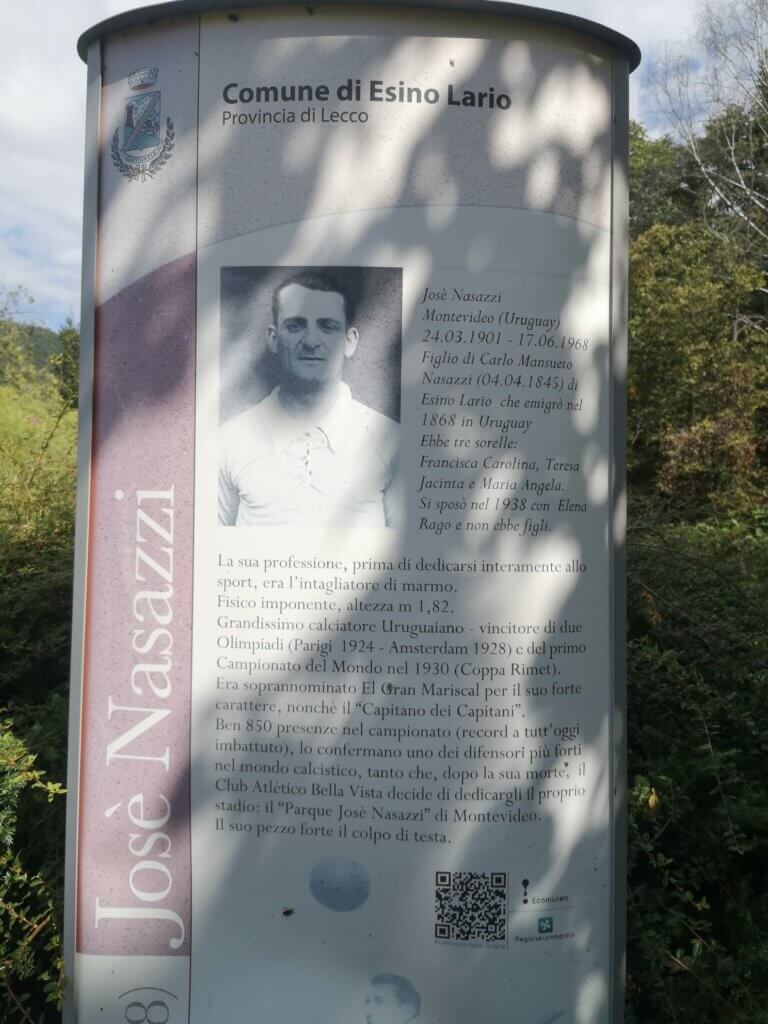 Comune di Esino Lario
Provincia di Lecco
Josè Nasazzi
Montevideo (Uruguay)
24.03.1901 - 17.06.1968
Figlio di Carlo Mansueto
Nasazzi (04.04.1845) di
Esino Lario che emigrò nel
1868 in Uruguay
Ebbe tre sorelle:
Francisca Carolina, Teresa
Jacinta e Maria Angela.
Si sposò nel 1938 con Elena
Rago e non ebbe figli.
La sua professione, prima di dedicarsi interamente allo
sport, era l'intagliatore di marmo.
Fisico imponente, altezza m 1,82.
Grandissimo calciatore Uruguaiano - vincitore di due
Olimpiadi (Parigi 1924 - Amsterdam 1928) e del primo
Campionato del Mondo nel 1930 (Coppa Rimet).
Era soprannominato El Gran Mariscal per il suo forte
carattere, nonchè il "Capitano dei Capitani".
Ben 850 presenze nel campionato (record a tutt'oggi
imbattuto), lo confermano uno dei difensori più forti
nel mondo calcistico, tanto che, dopo la sua morte, il
Club Atlético Bella Vista decide di dedicargli il proprio
stadio: il "Parque Josè Nasazzi" di Montevideo.
Il suo pezzo forte il colpo di testa.
Josè Nasazzi
8)
Ecomuseo
RegioneLombardia